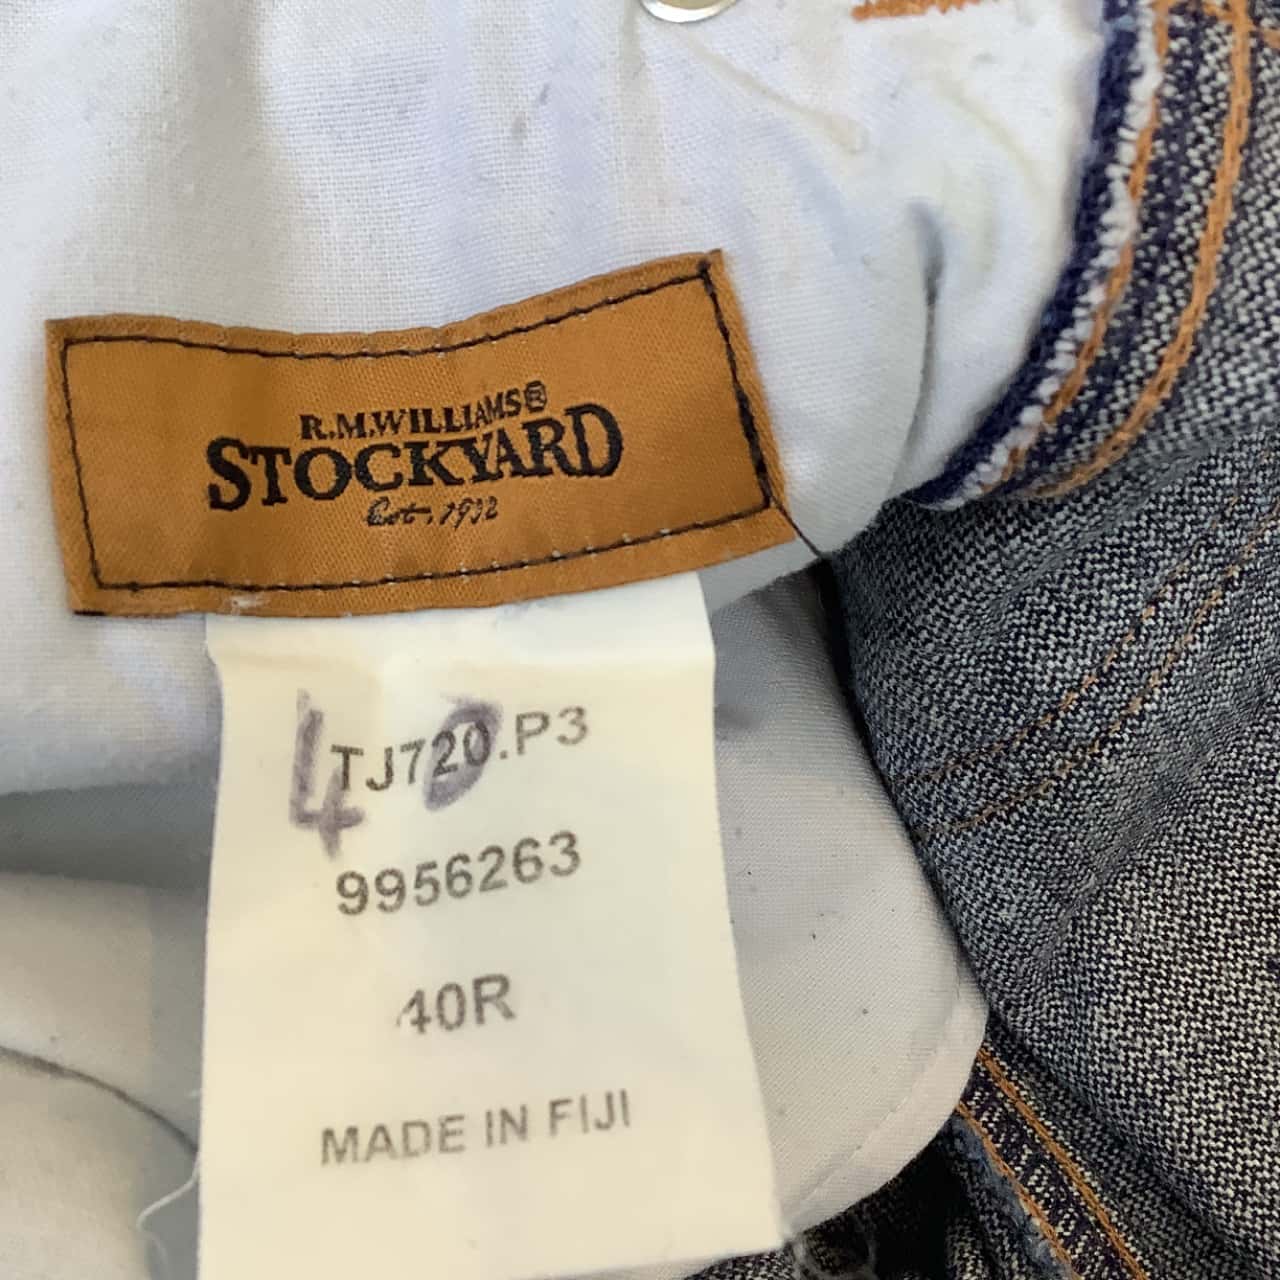 R.M.WILLIAMS®
STOCKYARD
Est. 1932
40
TJ720.P3
9956263
40R
MADE IN FIJI